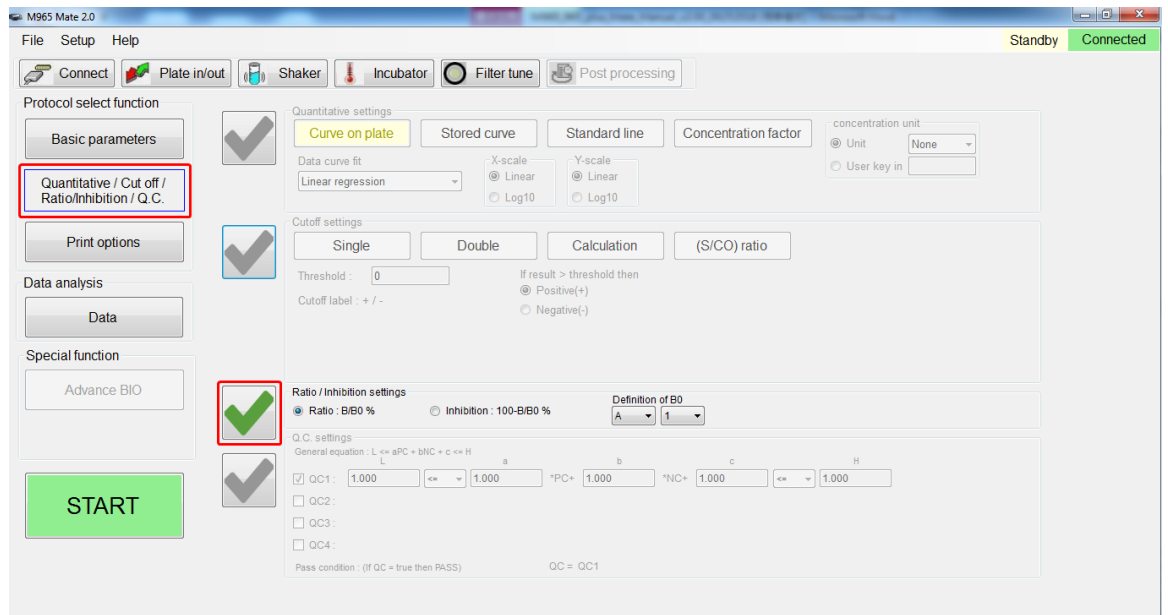 M965 Mate 2.0
File Setup Help
Standby Connected
Connect Plate in/out Shaker Incubator Filter tune Post processing
Protocol select function
Basic parameters
Quantitative / Cut off /
Ratio/Inhibition / Q.C.
Print options
Data analysis
Data
Special function
Advance BIO
START
Quantitative settings
Curve on plate Stored curve Standard line Concentration factor
concentration unit
Unit None
User key in
Data curve fit
Linear regression
X-scale
Linear
Log10
Y-scale
Linear
Log10
Cutoff settings
Single Double Calculation (S/CO) ratio
Threshold : 0
Cutoff label : + / -
If result > threshold then
Positive(+)
Negative(-)
Ratio / Inhibition settings
Ratio : B/B0 % Inhibition : 100-B/B0 %
Definition of B0
A 1
Q.C. settings
General equation : L <= aPC + bNC + c <= H
L a b c H
QC1 : 1.000 <= 1.000 *PC+ 1.000 *NC+ 1.000 <= 1.000
QC2 :
QC3 :
QC4 :
Pass condition : (If QC = true then PASS) QC = QC1